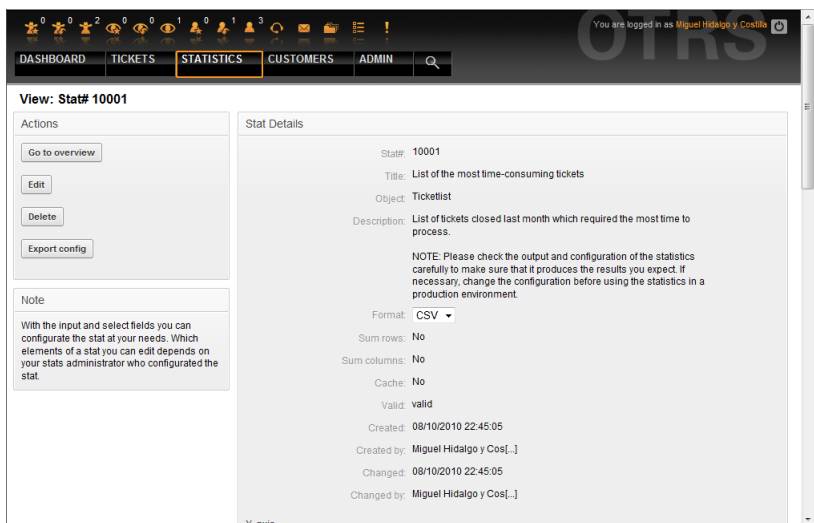 0 0 2 0 0 1 0 1 3
You are logged in as Miguel Hidalgo y Costilla
OTRS
DASHBOARD TICKETS STATISTICS CUSTOMERS ADMIN
View: Stat# 10001
Actions
Go to overview
Edit
Delete
Export config
Note
With the input and select fields you can
configurate the stat at your needs. Which
elements of a stat you can edit depends on
your stats administrator who configurated the
stat.
Stat Details
Stat#: 10001
Title: List of the most time-consuming tickets
Object: Ticketlist
Description: List of tickets closed last month which required the most time to
process.
NOTE: Please check the output and configuration of the statistics
carefully to make sure that it produces the results you expect. If
necessary, change the configuration before using the statistics in a
production environment.
Format: CSV
Sum rows: No
Sum columns: No
Cache: No
Valid: valid
Created: 08/10/2010 22:45:05
Created by: Miguel Hidalgo y Cos[...]
Changed: 08/10/2010 22:45:05
Changed by: Miguel Hidalgo y Cos[...]